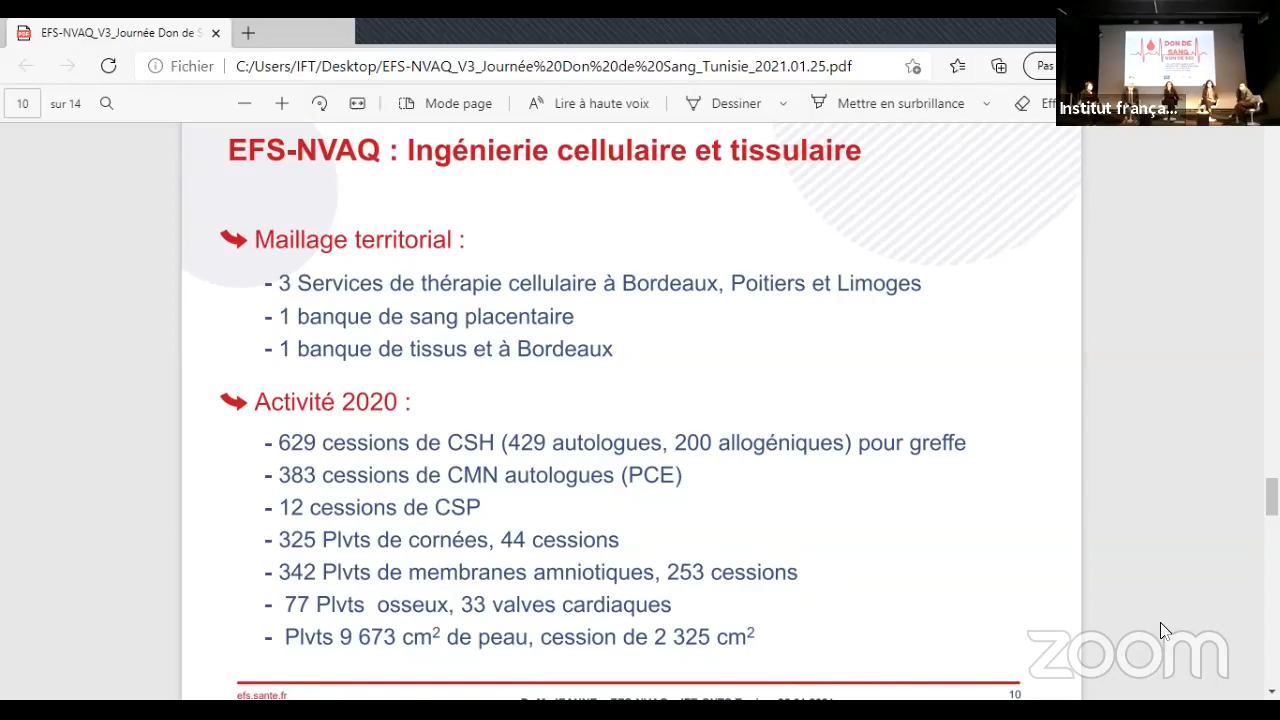 EFS-NVAQ_V3_Journée Don de S
Fichier
C:/Users/IFT/Desktop/EFS-NVAQ_V3_Journée%20Don%20de%20Sang_Tunisie_2021.01.25.pdf
Pas
10 sur 14
Mode page
Lire à haute voix
Dessiner
Mettre en surbrillance
Eff
DON DE
SANG
DON DE SOI
Institut frança...
EFS-NVAQ : Ingénierie cellulaire et tissulaire
Maillage territorial :
- 3 Services de thérapie cellulaire à Bordeaux, Poitiers et Limoges
- 1 banque de sang placentaire
- 1 banque de tissus et à Bordeaux
Activité 2020 :
- 629 cessions de CSH (429 autologues, 200 allogéniques) pour greffe
- 383 cessions de CMN autologues (PCE)
- 12 cessions de CSP
- 325 Plvts de cornées, 44 cessions
- 342 Plvts de membranes amniotiques, 253 cessions
- 77 Plvts osseux, 33 valves cardiaques
- Plvts 9 673 cm² de peau, cession de 2 325 cm²
zoom
efs.sante.fr
10